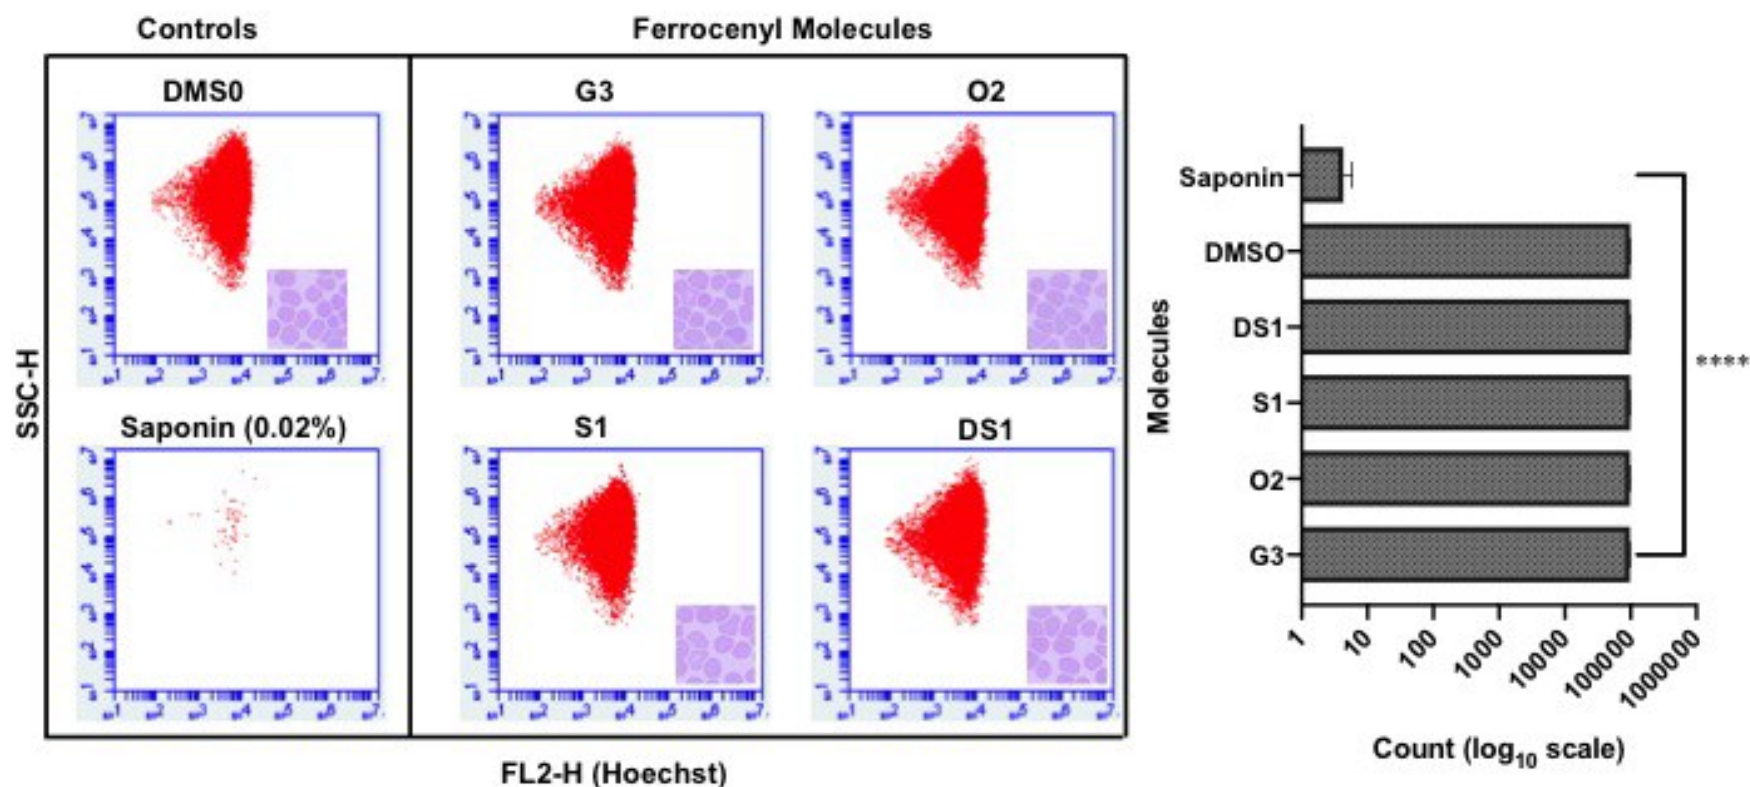 Controls
Ferrocenyl Molecules
DMS0
G3
O2
Saponin (0.02%)
S1
DS1
SSC-H
FL2-H (Hoechst)
Molecules
Saponin
DMSO
DS1
S1
O2
G3
****
1
10
100
1000
10000
100000
1000000
Count (log10 scale)